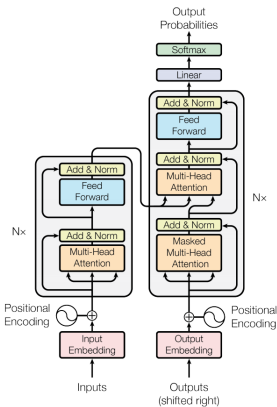 Output
Probabilities
Softmax
Linear
Add & Norm
Feed
Forward
Add & Norm
Multi-Head
Attention
Add & Norm
Masked
Multi-Head
Attention
N×
Positional
Encoding
Output
Embedding
Outputs
(shifted right)
Add & Norm
Feed
Forward
Add & Norm
Multi-Head
Attention
N×
Positional
Encoding
Input
Embedding
Inputs